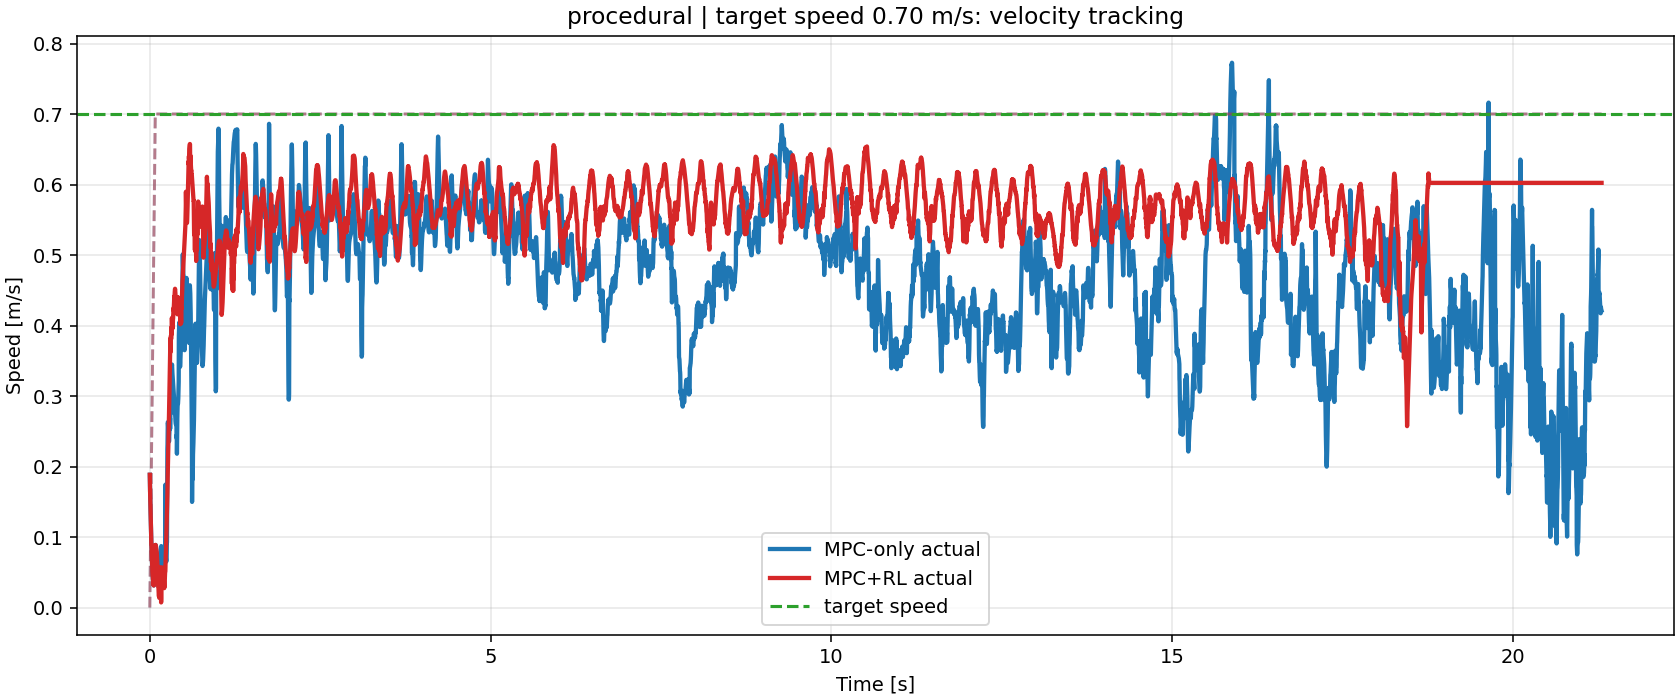 procedural | target speed 0.70 m/s: velocity tracking
Speed [m/s]
0.8
0.7
0.6
0.5
0.4
0.3
0.2
0.1
0.0
MPC-only actual
MPC+RL actual
target speed
0
5
10
15
20
Time [s]